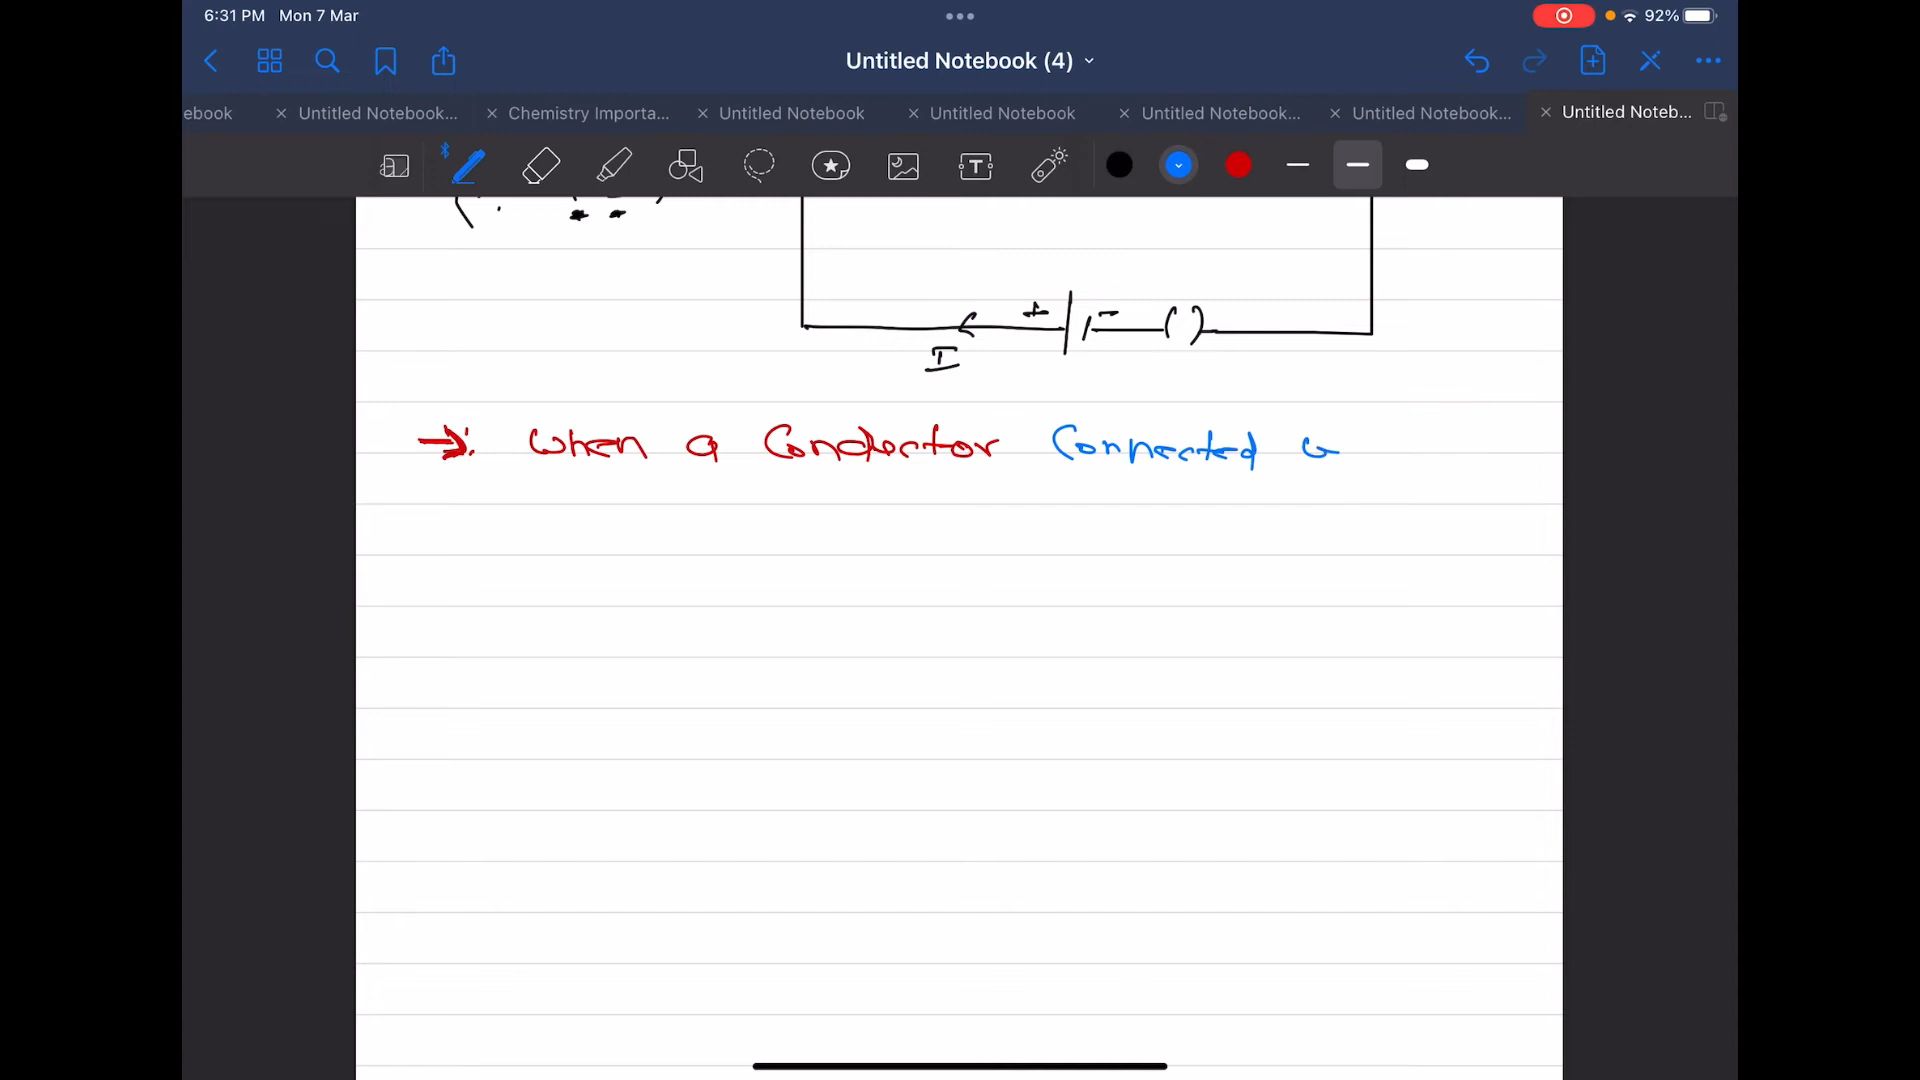 6:31 PM Mon 7 Mar 92%
Untitled Notebook (4)
ebook Untitled Notebook... Chemistry Importa... Untitled Notebook Untitled Notebook Untitled Notebook... Untitled Notebook... Untitled Noteb...
+ - ( )
I
→: When a Conductor Connected